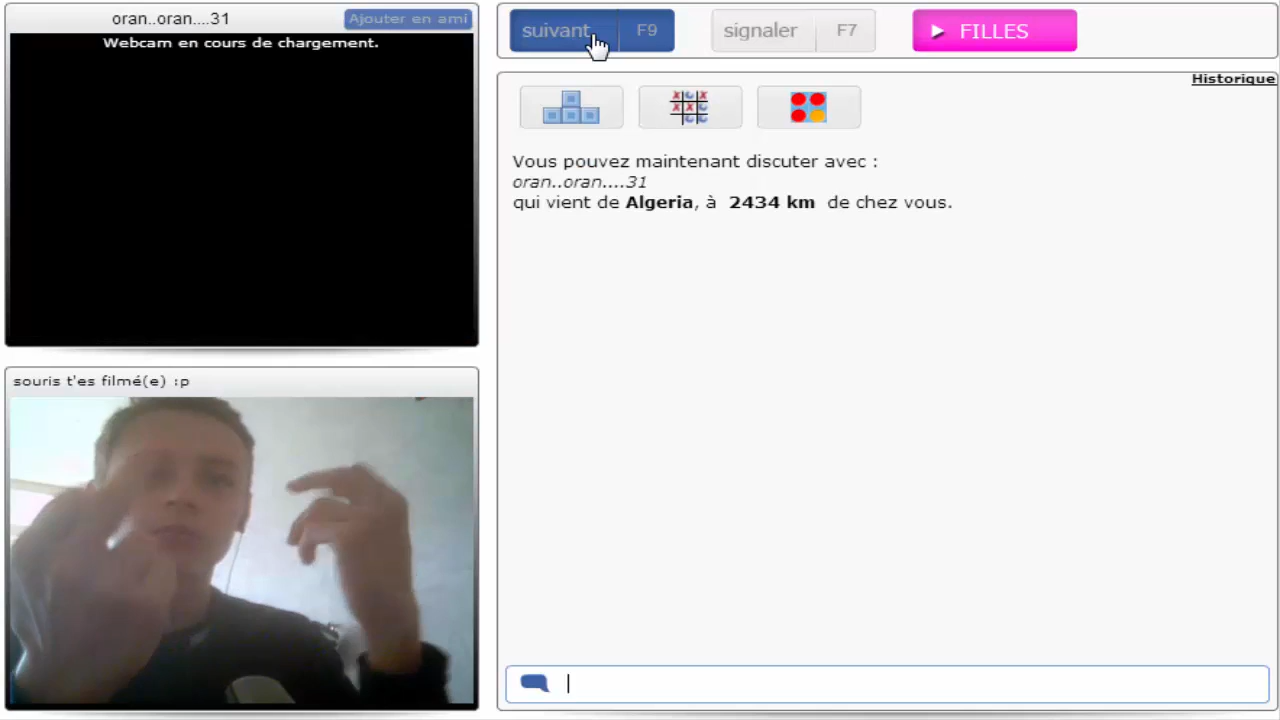 oran..oran....31
Ajouter en ami
Webcam en cours de chargement.
souris t'es filmé(e) :p
suivant F9
signaler F7
FILLES
Historique
Vous pouvez maintenant discuter avec :
oran..oran....31
qui vient de Algeria, à 2434 km de chez vous.